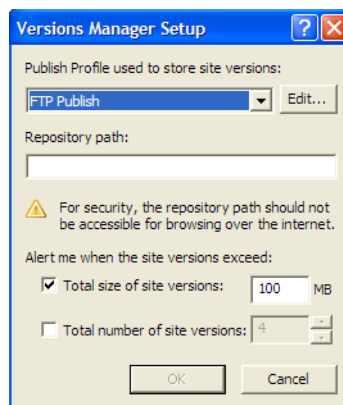 Versions Manager Setup
Publish Profile used to store site versions:
FTP Publish
Edit...
Repository path:
For security, the repository path should not
be accessible for browsing over the internet.
Alert me when the site versions exceed:
Total size of site versions: 100 MB
Total number of site versions: 4
OK Cancel